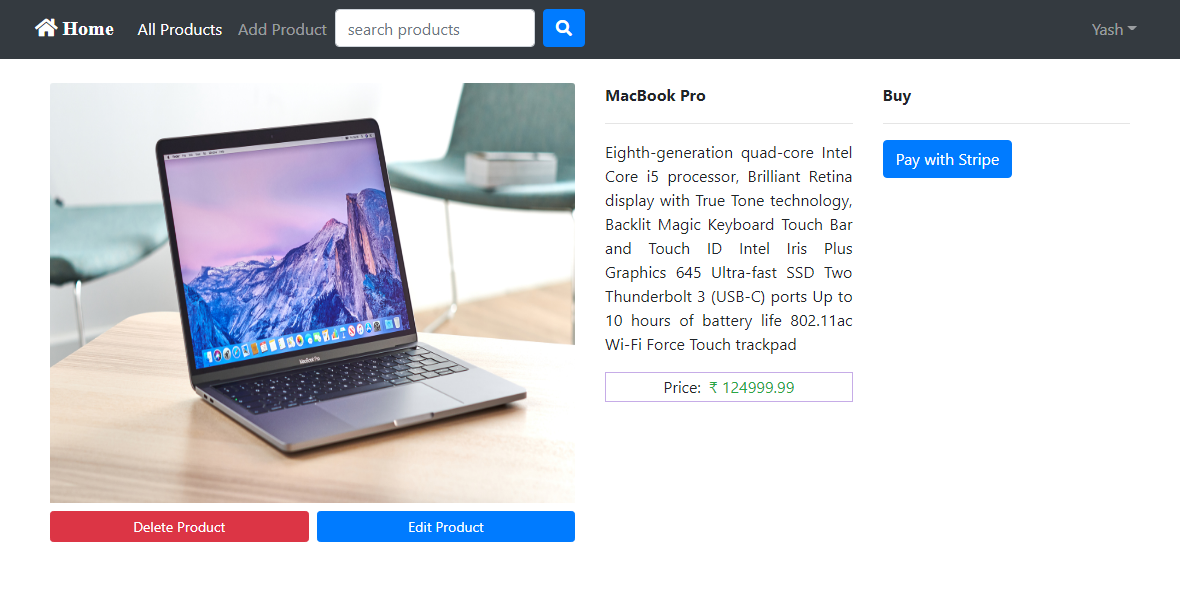 Home
All Products
Add Product
search products
Yash
MacBook Pro
Eighth-generation quad-core Intel
Core i5 processor, Brilliant Retina
display with True Tone technology,
Backlit Magic Keyboard Touch Bar
and Touch ID Intel Iris Plus
Graphics 645 Ultra-fast SSD Two
Thunderbolt 3 (USB-C) ports Up to
10 hours of battery life 802.11ac
Wi-Fi Force Touch trackpad
Price: ₹ 124999.99
Buy
Pay with Stripe
MacBook Pro
Delete Product
Edit Product